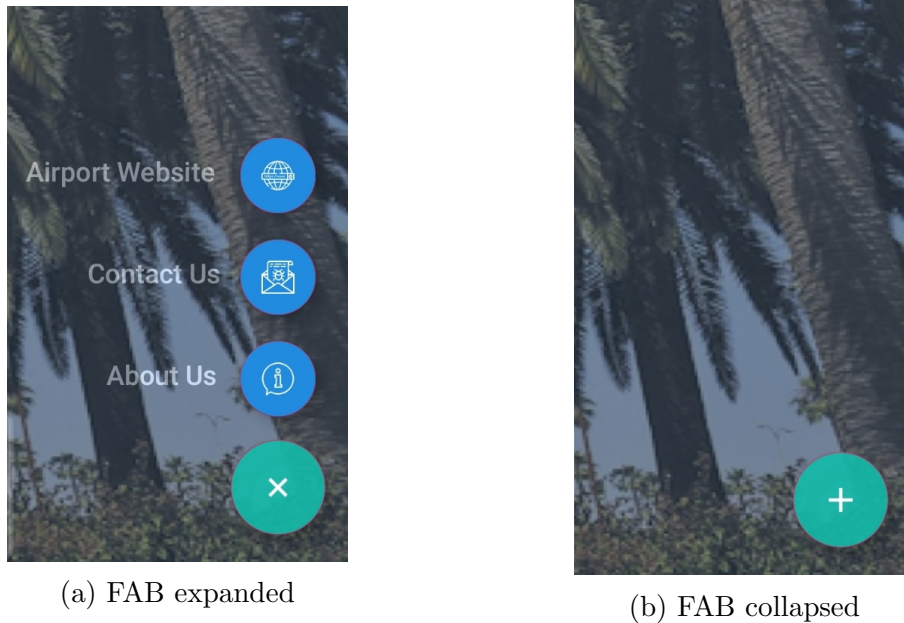 Airport Website
Contact Us
About Us
(a) FAB expanded
(b) FAB collapsed